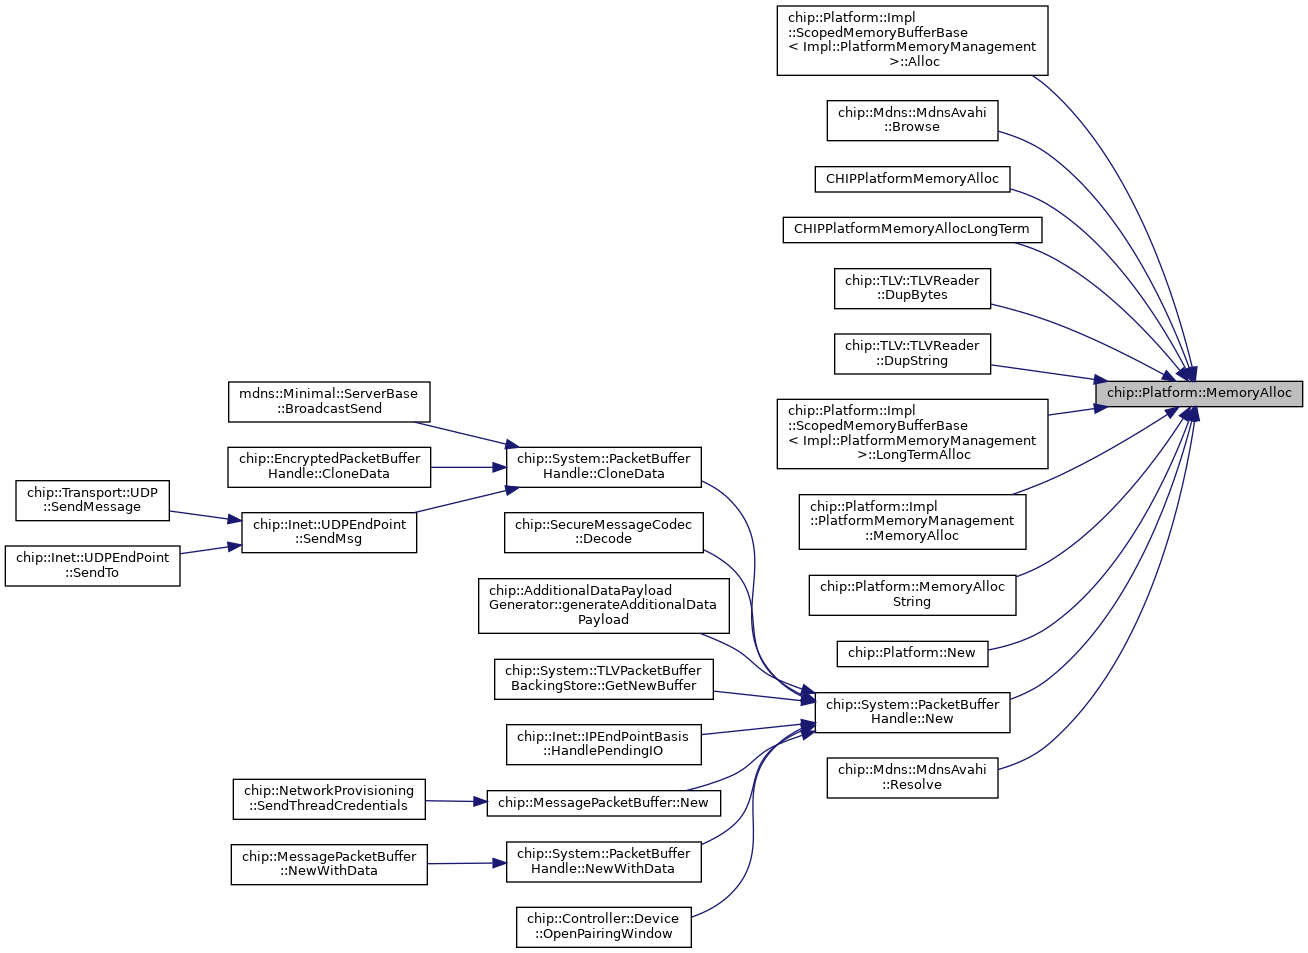 chip::Platform::Impl
::ScopedMemoryBufferBase
< Impl::PlatformMemoryManagement
>::Alloc
chip::Mdns::MdnsAvahi
::Browse
CHIPPlatformMemoryAlloc
CHIPPlatformMemoryAllocLongTerm
chip::TLV::TLVReader
::DupBytes
chip::TLV::TLVReader
::DupString
chip::Platform::MemoryAlloc
chip::Platform::Impl
::ScopedMemoryBufferBase
< Impl::PlatformMemoryManagement
>::LongTermAlloc
chip::Platform::Impl
::PlatformMemoryManagement
::MemoryAlloc
chip::Platform::MemoryAlloc
String
chip::Platform::New
chip::System::PacketBuffer
Handle::New
chip::Mdns::MdnsAvahi
::Resolve
mdns::Minimal::ServerBase
::BroadcastSend
chip::EncryptedPacketBuffer
Handle::CloneData
chip::System::PacketBuffer
Handle::CloneData
chip::Transport::UDP
::SendMessage
chip::Inet::UDPEndPoint
::SendMsg
chip::Inet::UDPEndPoint
::SendTo
chip::SecureMessageCodec
::Decode
chip::AdditionalDataPayload
Generator::generateAdditionalData
Payload
chip::System::TLVPacketBuffer
BackingStore::GetNewBuffer
chip::Inet::IPEndPointBasis
::HandlePendingIO
chip::NetworkProvisioning
::SendThreadCredentials
chip::MessagePacketBuffer::New
chip::MessagePacketBuffer
::NewWithData
chip::System::PacketBuffer
Handle::NewWithData
chip::Controller::Device
::OpenPairingWindow